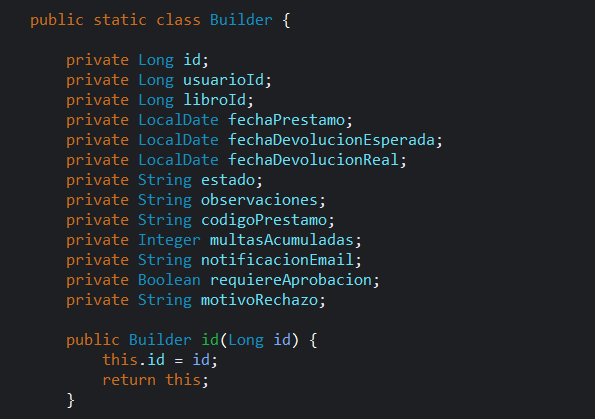 public static class Builder {
private Long id;
private Long usuarioId;
private Long libroId;
private LocalDate fechaPrestamo;
private LocalDate fechaDevolucionEsperada;
private LocalDate fechaDevolucionReal;
private String estado;
private String observaciones;
private String codigoPrestamo;
private Integer multasAcumuladas;
private String notificacionEmail;
private Boolean requiereAprobacion;
private String motivoRechazo;
public Builder id(Long id) {
this.id = id;
return this;
}